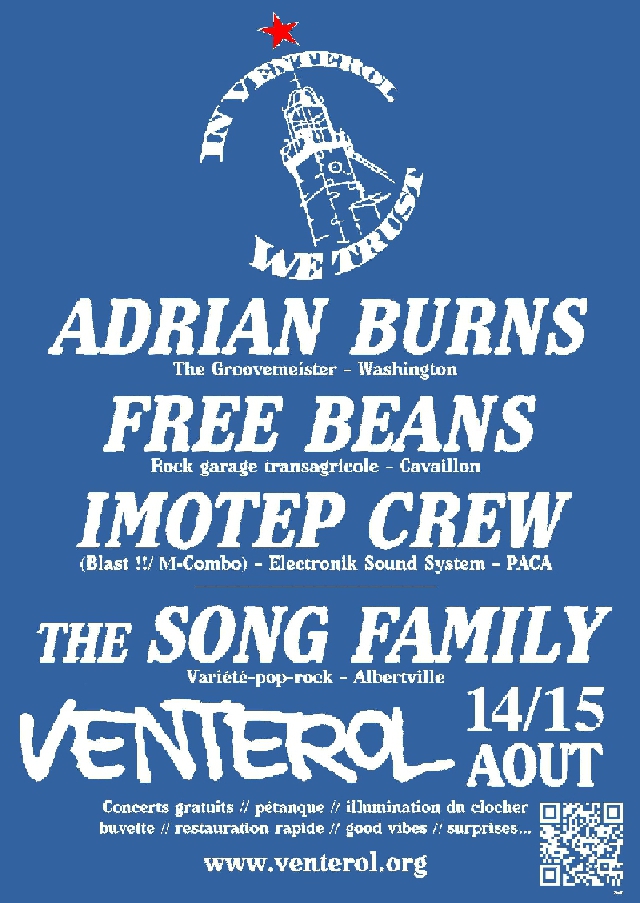 IN VENTEROL
WE TRUST
ADRIAN BURNS
The Groovemeister - Washington
FREE BEANS
Rock garage transagricole - Cavaillon
IMOTEP CREW
(Blast !!/ M-Combo) - Electronik Sound System - PACA
THE SONG FAMILY
Variété-pop-rock - Albertville
VENTEROL
14/15
AOUT
Concerts gratuits // pétanque // illumination du clocher
buvette // restauration rapide // good vibes // surprises...
www.venterol.org